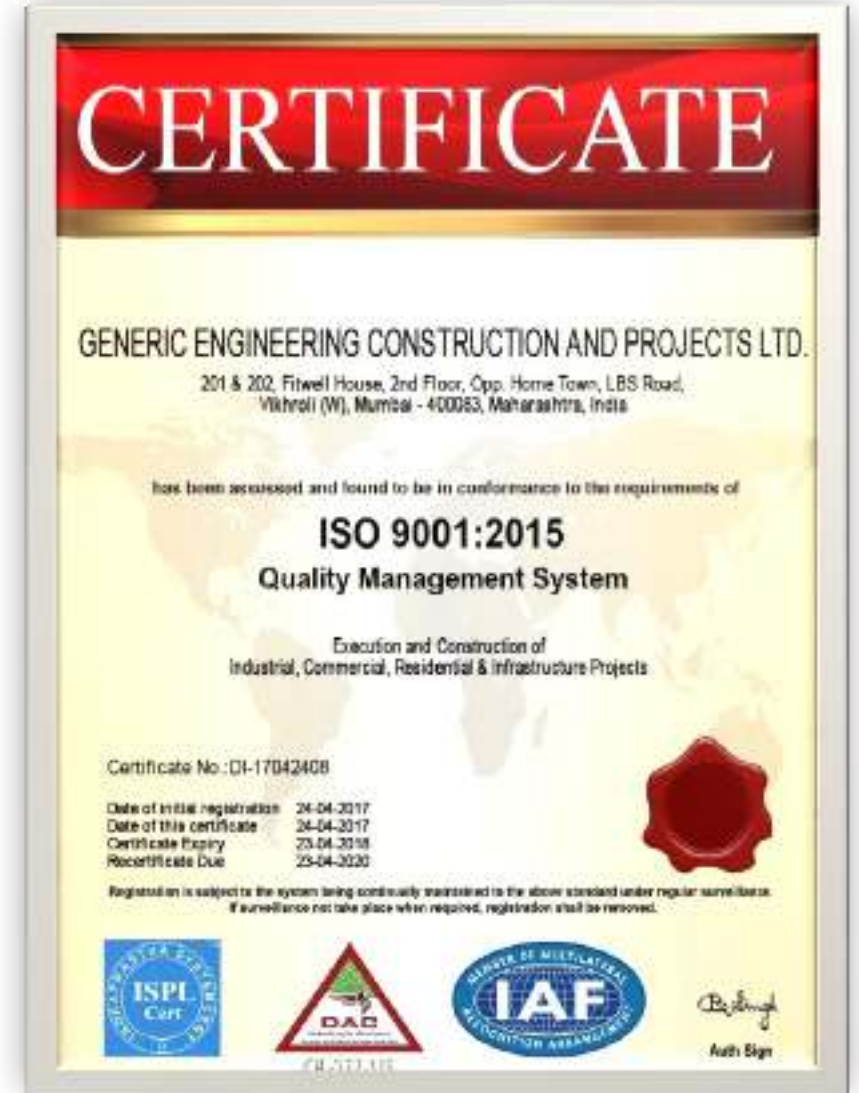 CERTIFICATE
GENERIC ENGINEERING CONSTRUCTION AND PROJECTS LTD.
201 & 202, Fitwell House, 2nd Floor, Opp. Home Town, LBS Road,
Vikhroli (W), Mumbai - 400083, Maharashtra, India
has been assessed and found to be in conformance to the requirements of
ISO 9001:2015
Quality Management System
Execution and Construction of
Industrial, Commercial, Residential & Infrastructure Projects
Certificate No.:DI-17042408
Date of initial registration 24-04-2017
Date of this certificate 24-04-2017
Certificate Expiry 23-04-2018
Recertificate Due 23-04-2020
Registration is subject to the system being continually maintained to the above standard under regular surveillance.
If surveillance not take place when required, registration shall be removed.
ISPL
Cert
DAC
MEMBER OF MULTILATERAL
IAF
RECOGNITION ARRANGEMENT
Auth Sign